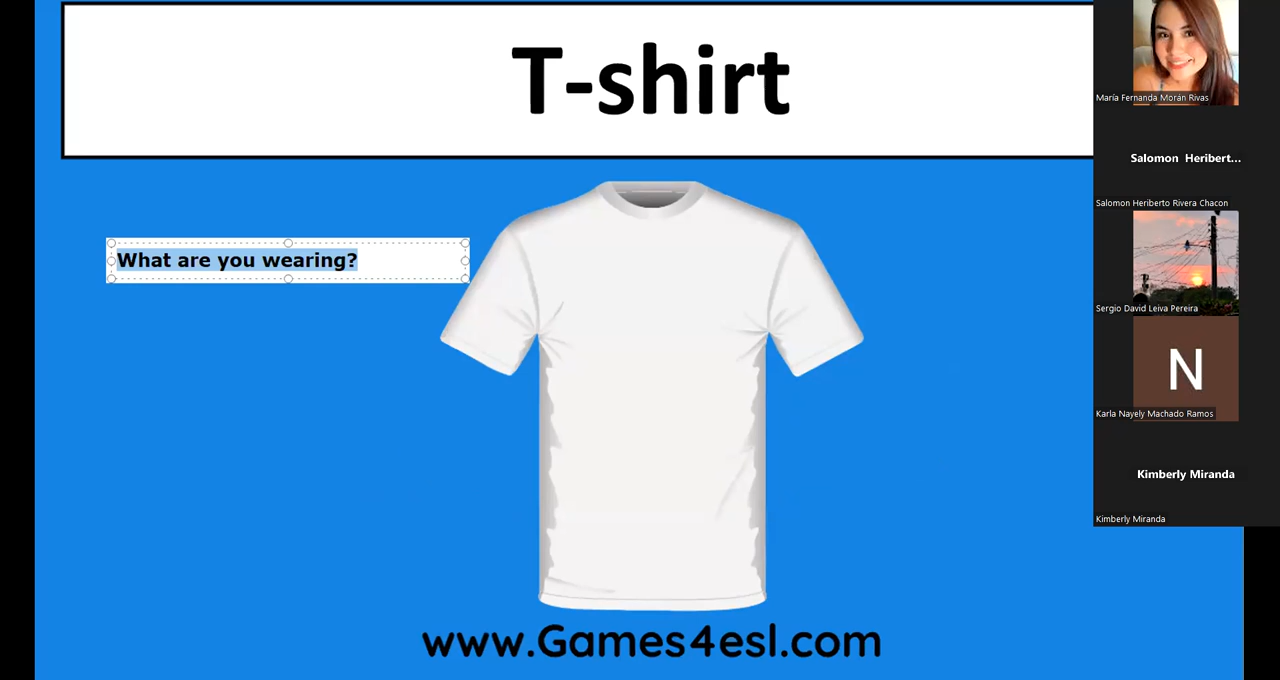 T-shirt
What are you wearing?
www.Games4esl.com
María Fernanda Morán Rivas
Salomon Heribert...
Salomon Heriberto Rivera Chacon
Sergio David Leiva Pereira
N
Karla Nayely Machado Ramos
Kimberly Miranda
Kimberly Miranda